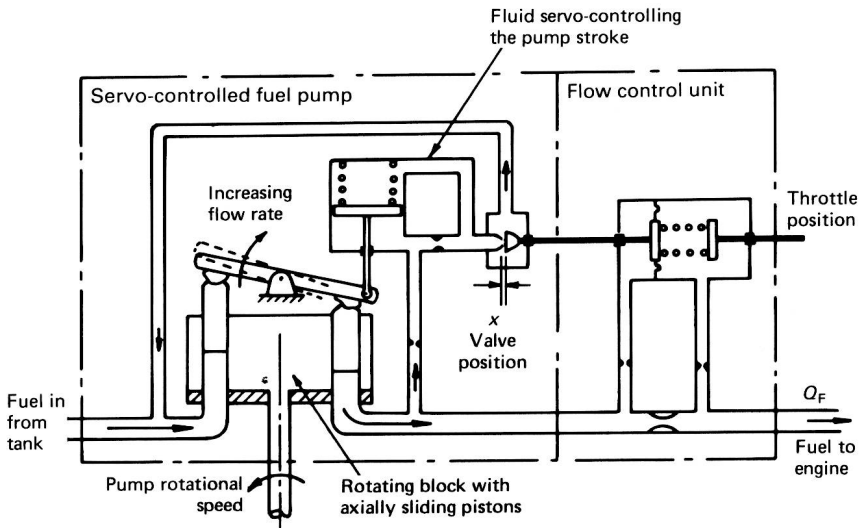 Fluid servo-controlling
the pump stroke
Servo-controlled fuel pump
Flow control unit
Increasing
flow rate
Throttle
position
x
Valve
position
Fuel in
from
tank
Q_F
Fuel to
engine
Pump rotational
speed
Rotating block with
axially sliding pistons